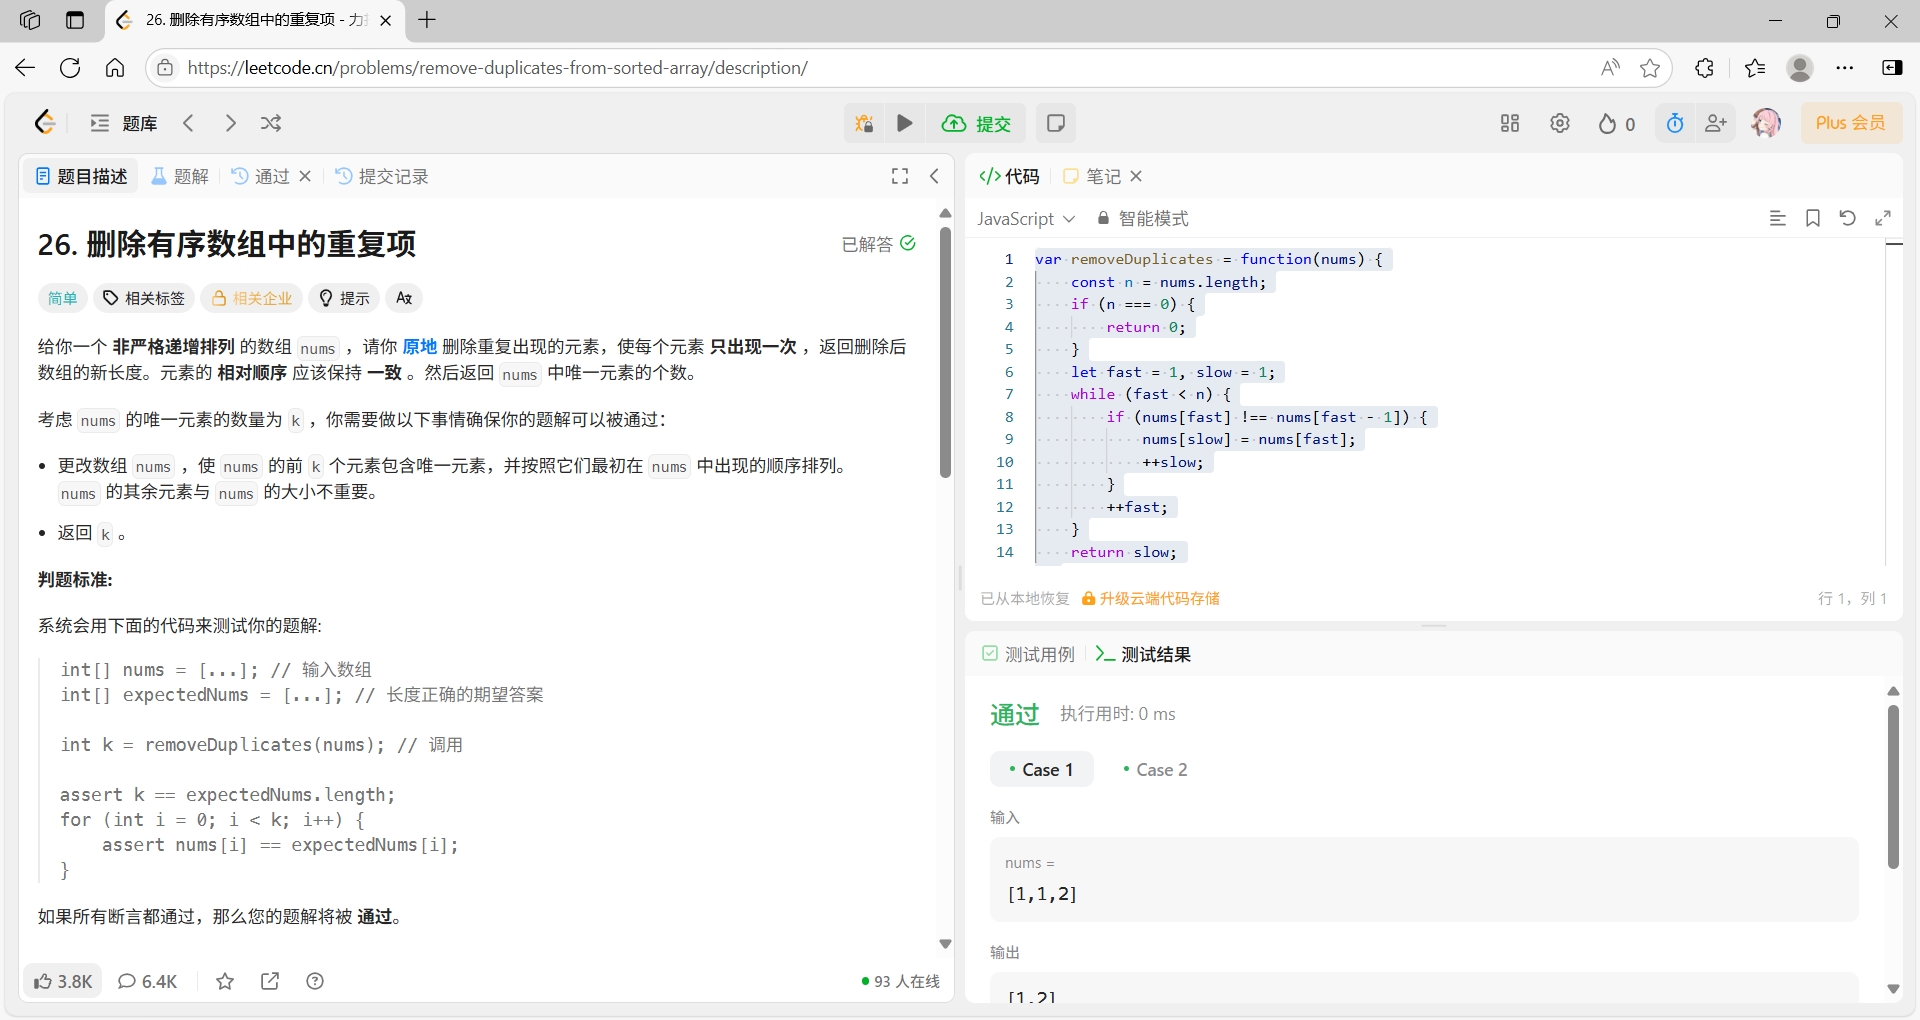 26. 删除有序数组中的重复项 - 力
https://leetcode.cn/problems/remove-duplicates-from-sorted-array/description/
题库
提交
0
Plus 会员
题目描述
题解
通过
提交记录
26. 删除有序数组中的重复项
已解答
简单
相关标签
相关企业
提示
给你一个 非严格递增排列 的数组 nums ，请你 原地 删除重复出现的元素，使每个元素 只出现一次 ，返回删除后
数组的新长度。元素的 相对顺序 应该保持 一致 。然后返回 nums 中唯一元素的个数。
考虑 nums 的唯一元素的数量为 k ，你需要做以下事情确保你的题解可以被通过：
更改数组 nums ，使 nums 的前 k 个元素包含唯一元素，并按照它们最初在 nums 中出现的顺序排列。
nums 的其余元素与 nums 的大小不重要。
返回 k 。
判题标准:
系统会用下面的代码来测试你的题解:
int[] nums = [...]; // 输入数组
int[] expectedNums = [...]; // 长度正确的期望答案
int k = removeDuplicates(nums); // 调用
assert k == expectedNums.length;
for (int i = 0; i < k; i++) {
    assert nums[i] == expectedNums[i];
}
如果所有断言都通过，那么您的题解将被 通过。
3.8K
6.4K
93 人在线
</> 代码
笔记
JavaScript
智能模式
1 var removeDuplicates = function(nums) {
2     const n = nums.length;
3     if (n === 0) {
4         return 0;
5     }
6     let fast = 1, slow = 1;
7     while (fast < n) {
8         if (nums[fast] !== nums[fast - 1]) {
9             nums[slow] = nums[fast];
10             ++slow;
11         }
12         ++fast;
13     }
14     return slow;
已从本地恢复
升级云端代码存储
行 1，列 1
测试用例
测试结果
通过
执行用时: 0 ms
Case 1
Case 2
输入
nums =
[1,1,2]
输出
[1,2]